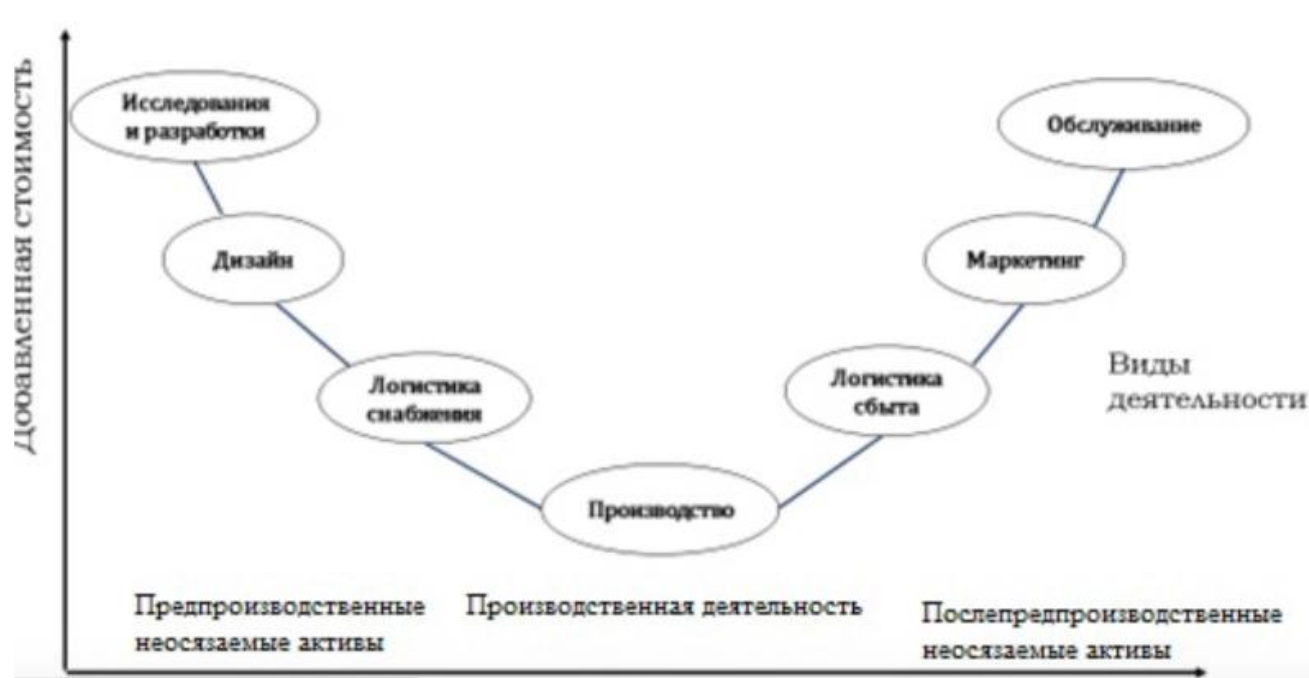 Добавленная стоимость
Исследования
и разработки
Обслуживание
Дизайн
Маркетинг
Логистика
снабжения
Логистика
сбыта
Виды
деятельности
Производство
Предпроизводственные
неосязаемые активы
Производственная деятельность
Послепредпроизводственные
неосязаемые активы